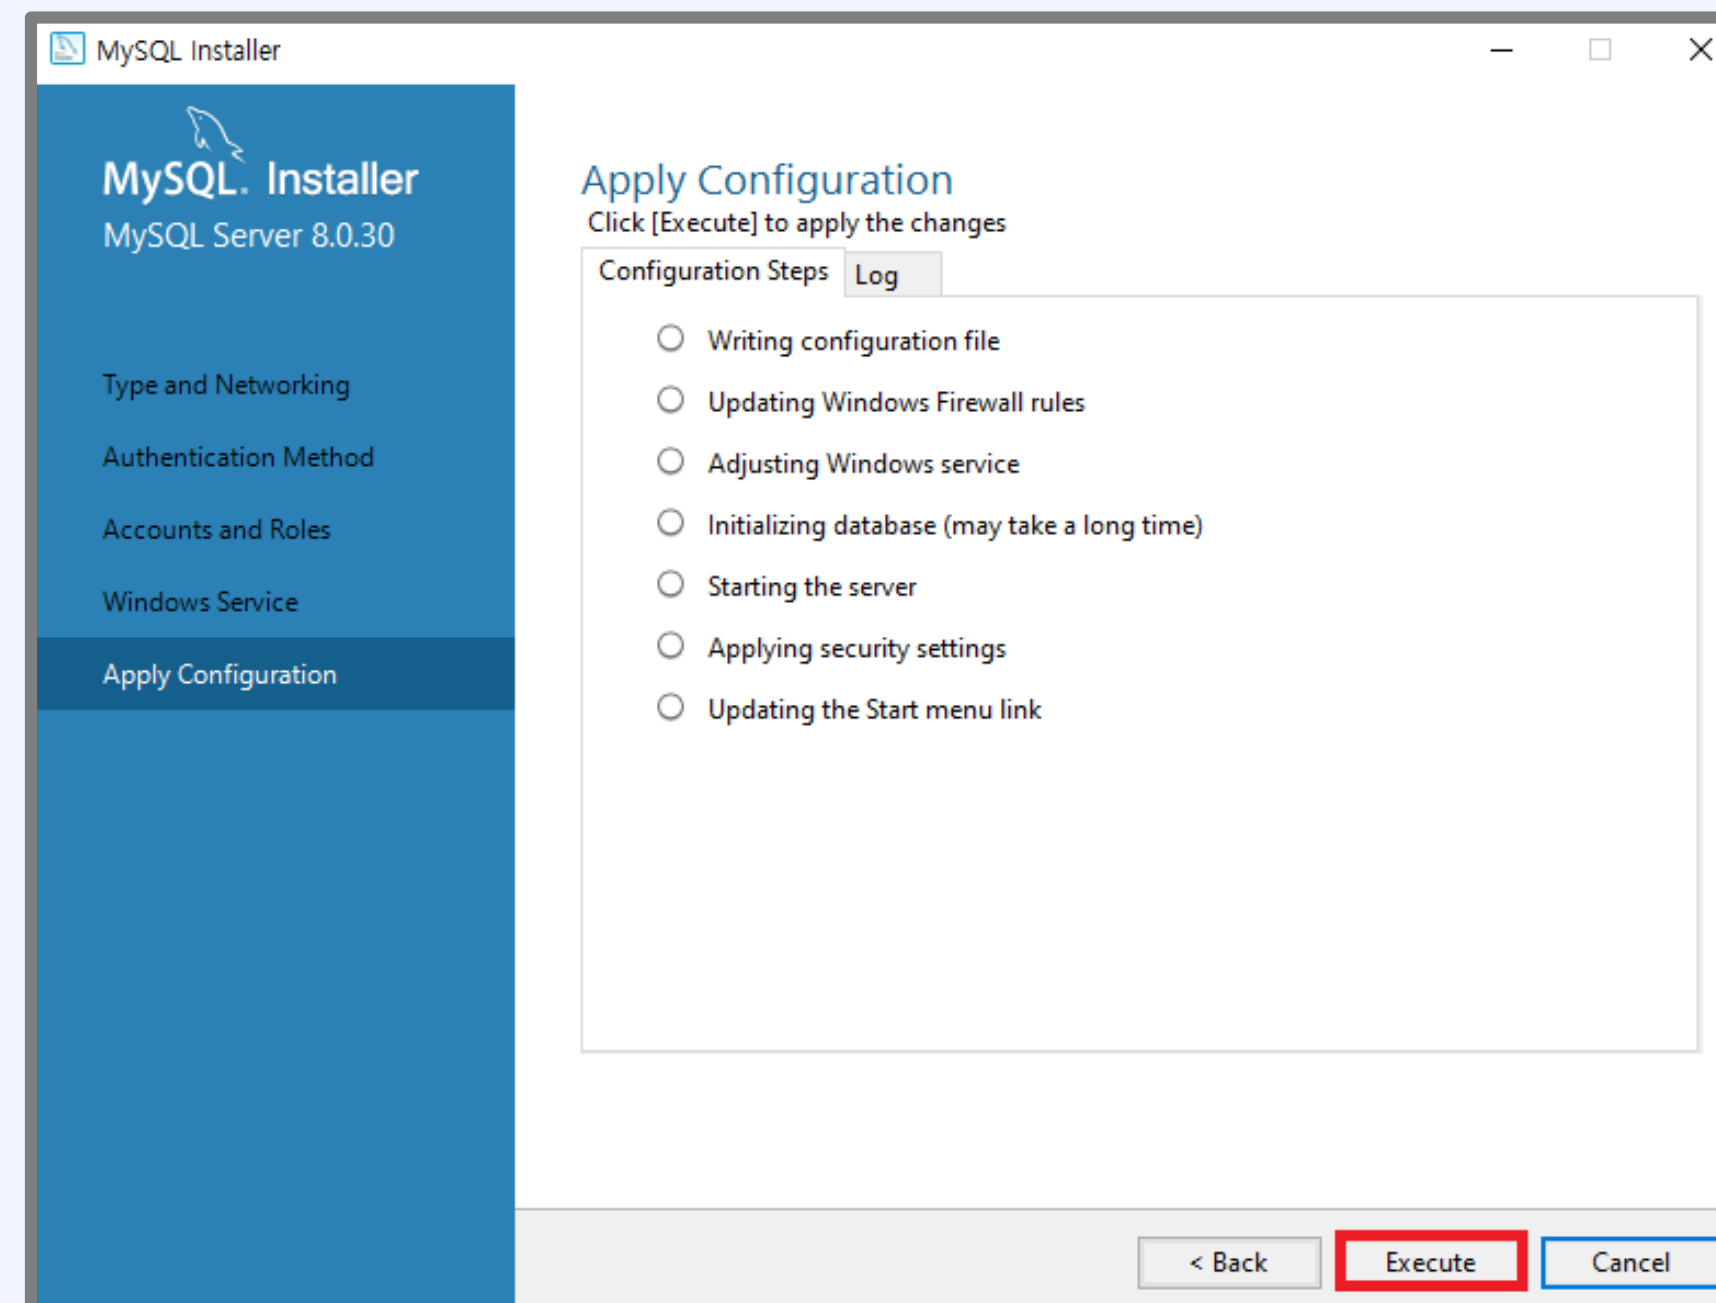 MySQL Installer
MySQL. Installer
MySQL Server 8.0.30
Type and Networking
Authentication Method
Accounts and Roles
Windows Service
Apply Configuration
Apply Configuration
Click [Execute] to apply the changes
Configuration Steps
Log
Writing configuration file
Updating Windows Firewall rules
Adjusting Windows service
Initializing database (may take a long time)
Starting the server
Applying security settings
Updating the Start menu link
< Back
Execute
Cancel